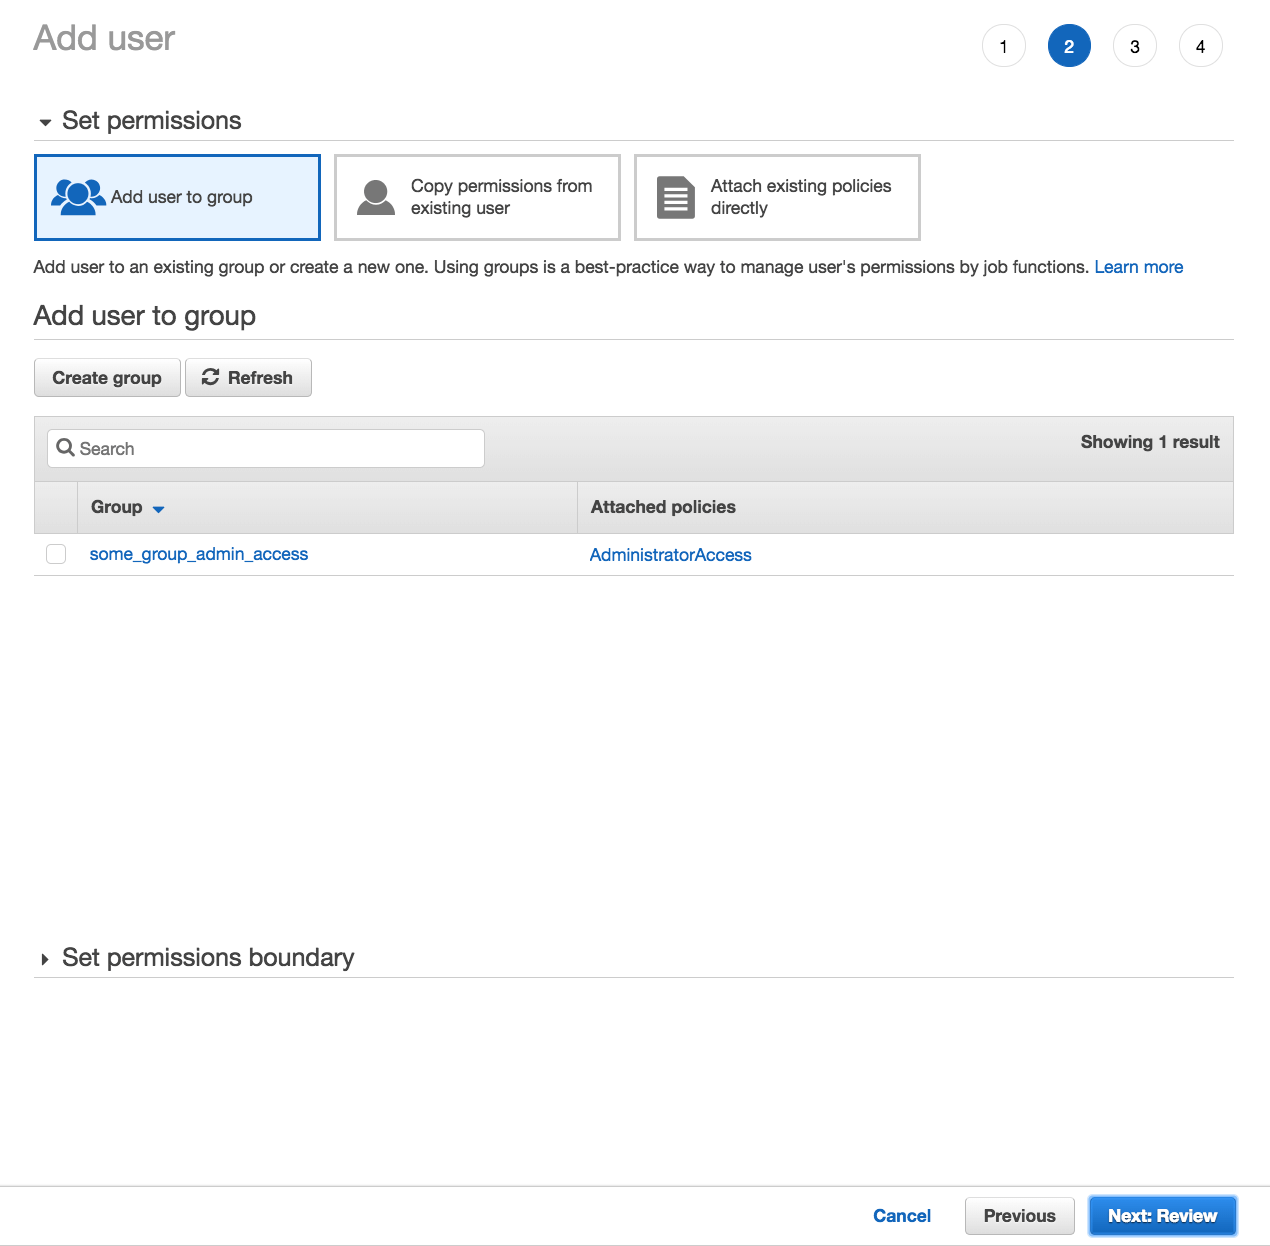 Add user
1 2 3 4
Set permissions
Add user to group
Copy permissions from
existing user
Attach existing policies
directly
Add user to an existing group or create a new one. Using groups is a best-practice way to manage user's permissions by job functions. Learn more
Add user to group
Create group Refresh
Search Showing 1 result
Group Attached policies
some_group_admin_access AdministratorAccess
Set permissions boundary
Cancel Previous Next: Review